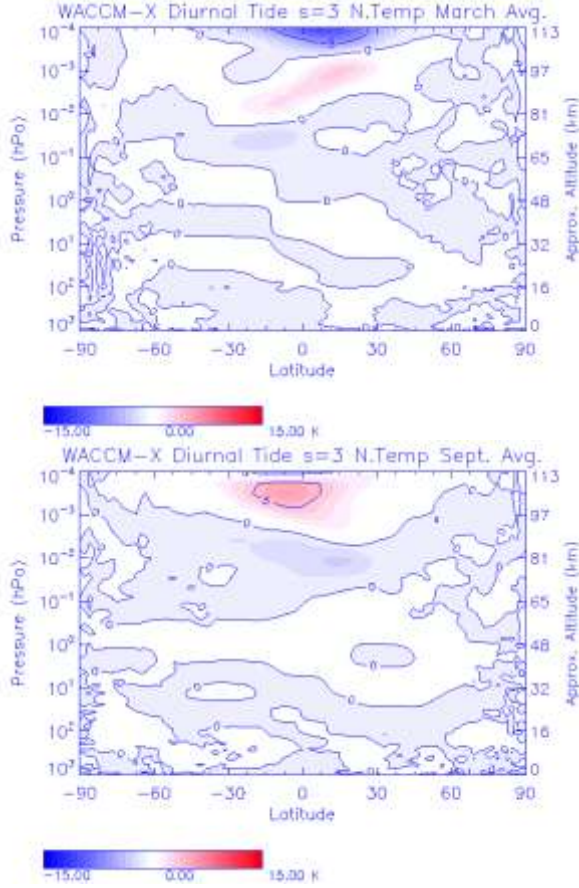 WACCM-X Diurnal Tide s=3 N.Temp March Avg.
Pressure (hPa)
10⁻⁴
10⁻³
10⁻²
10⁻¹
10⁰
10¹
10²
10³
113
97
81
65
48
32
16
0
Approx. Altitude (km)
-90 -60 -30 0 30 60 90
Latitude
-15.00 0.00 15.00 K
WACCM-X Diurnal Tide s=3 N.Temp Sept. Avg.
Pressure (hPa)
10⁻⁴
10⁻³
10⁻²
10⁻¹
10⁰
10¹
10²
10³
113
97
81
65
48
32
16
0
Approx. Altitude (km)
-90 -60 -30 0 30 60 90
Latitude
-15.00 0.00 15.00 K